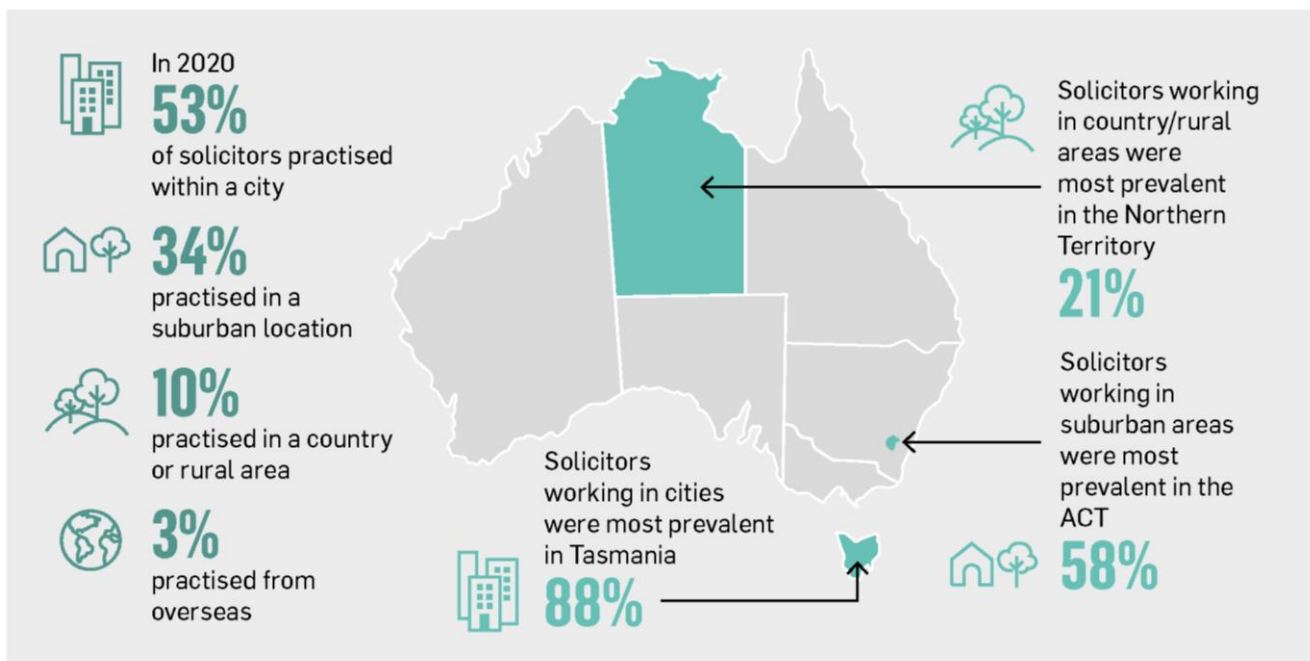 In 2020
53%
of solicitors practised
within a city
34%
practised in a
suburban location
10%
practised in a country
or rural area
3%
practised from
overseas
Solicitors
working in cities
were most prevalent
in Tasmania
88%
Solicitors working
in country/rural
areas were
most prevalent
in the Northern
Territory
21%
Solicitors
working in
suburban areas
were most
prevalent in the
ACT
58%